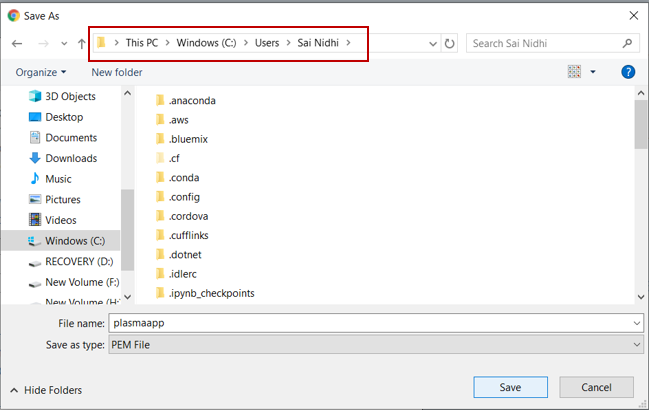 Save As
This PC > Windows (C:) > Users > Sai Nidhi >
Search Sai Nidhi
Organize
New folder
?
3D Objects
Desktop
Documents
Downloads
Music
Pictures
Videos
Windows (C:)
RECOVERY (D:)
New Volume (F:)
New Volume (H:
.anaconda
.aws
.bluemix
.cf
.conda
.config
.cordova
.cufflinks
.dotnet
.idlerc
.ipynb_checkpoints
File name: plasmaapp
Save as type: PEM File
Hide Folders
Save
Cancel